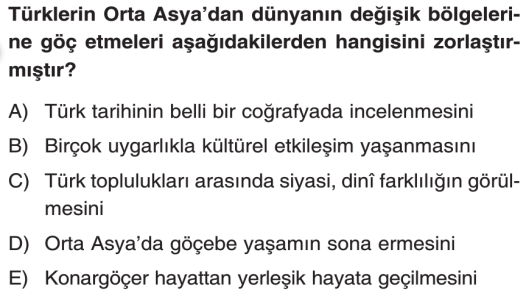 Türklerin Orta Asya’dan dünyanın değişik bölgeleri-
ne göç etmeleri aşağıdakilerden hangisini zorlaştır-
mıştır?
A) Türk tarihinin belli bir coğrafyada incelenmesini
B) Birçok uygarlıkla kültürel etkileşim yaşanmasını
C) Türk toplulukları arasında siyasi, dinî farklılığın görül-
mesini
D) Orta Asya’da göçebe yaşamın sona ermesini
E) Konargöçer hayattan yerleşik hayata geçilmesini